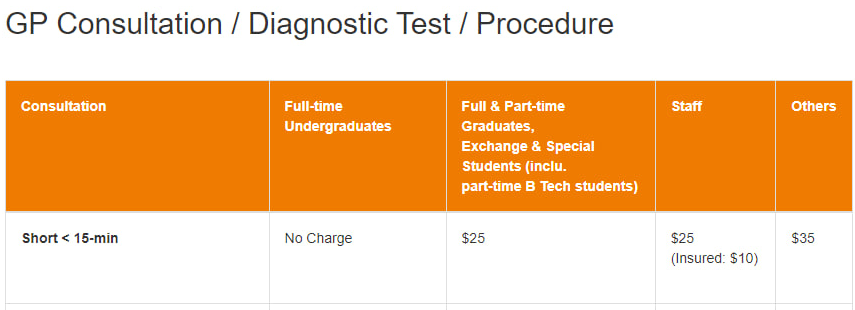 GP Consultation / Diagnostic Test / Procedure
Consultation
Full-time
Undergraduates
Full & Part-time
Graduates,
Exchange & Special
Students (inclu.
part-time B Tech students)
Staff
Others
Short < 15-min
No Charge
$25
$25
(Insured: $10)
$35